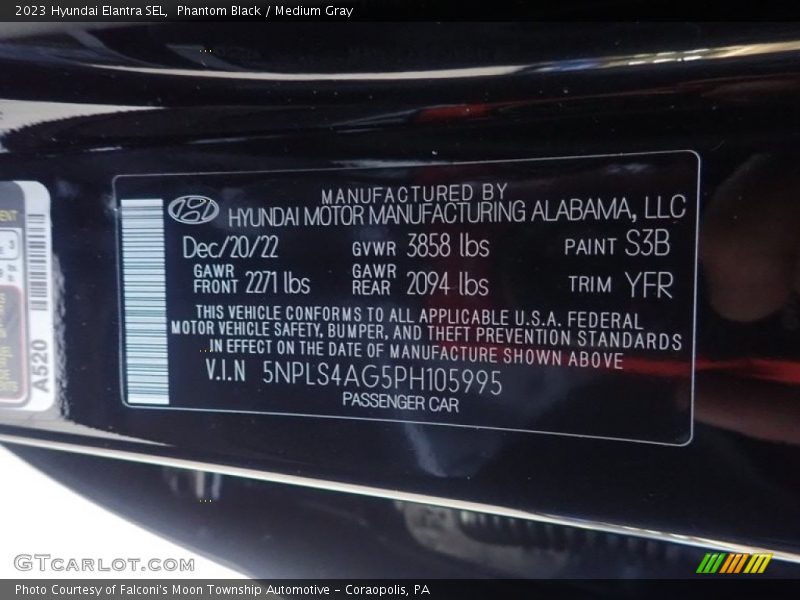 2023 Hyundai Elantra SEL, Phantom Black / Medium Gray
MANUFACTURED BY
HYUNDAI MOTOR MANUFACTURING ALABAMA, LLC
Dec/20/22 GVWR 3858 lbs PAINT S3B
GAWR FRONT 2271 lbs GAWR REAR 2094 lbs TRIM YFR
THIS VEHICLE CONFORMS TO ALL APPLICABLE U.S.A. FEDERAL
MOTOR VEHICLE SAFETY, BUMPER, AND THEFT PREVENTION STANDARDS
IN EFFECT ON THE DATE OF MANUFACTURE SHOWN ABOVE
V.I.N 5NPLS4AG5PH105995
PASSENGER CAR
A520
GTCARLOT.COM
Photo Courtesy of Falconi's Moon Township Automotive - Coraopolis, PA